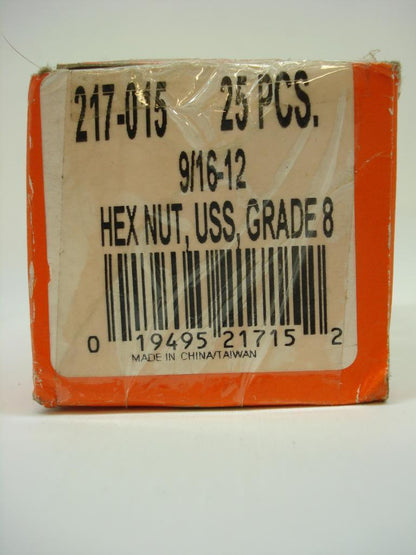 217-015 25 PCS.
9/16-12
HEX NUT, USS, GRADE 8
0 19495 21715 2
MADE IN CHINA/TAIWAN